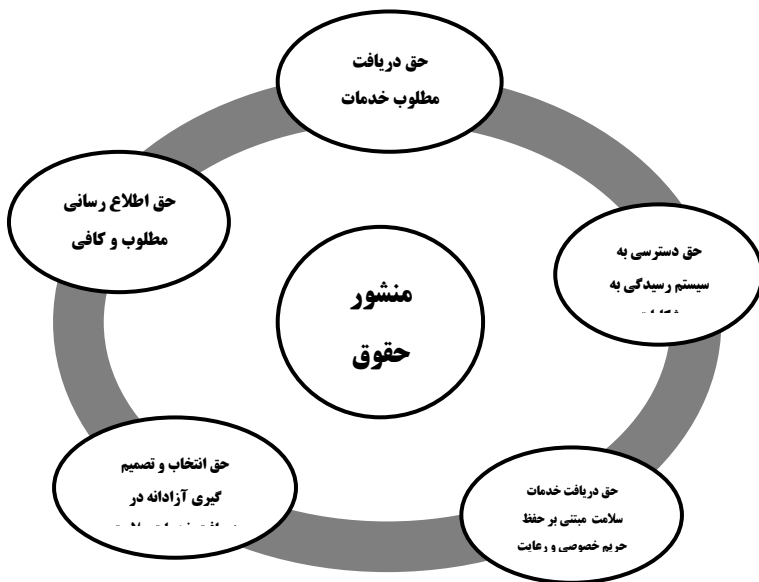 حق دریافت
مطلوب خدمات
حق اطلاع رسانی
مطلوب و کافی
حق دسترسی به
سیستم رسیدگی به
منشور
حقوق
حق انتخاب و تصمیم
گیری آزادانه در
حق دریافت خدمات
سلامت مبتنی بر حفظ
حریم خصوصی و رعایت